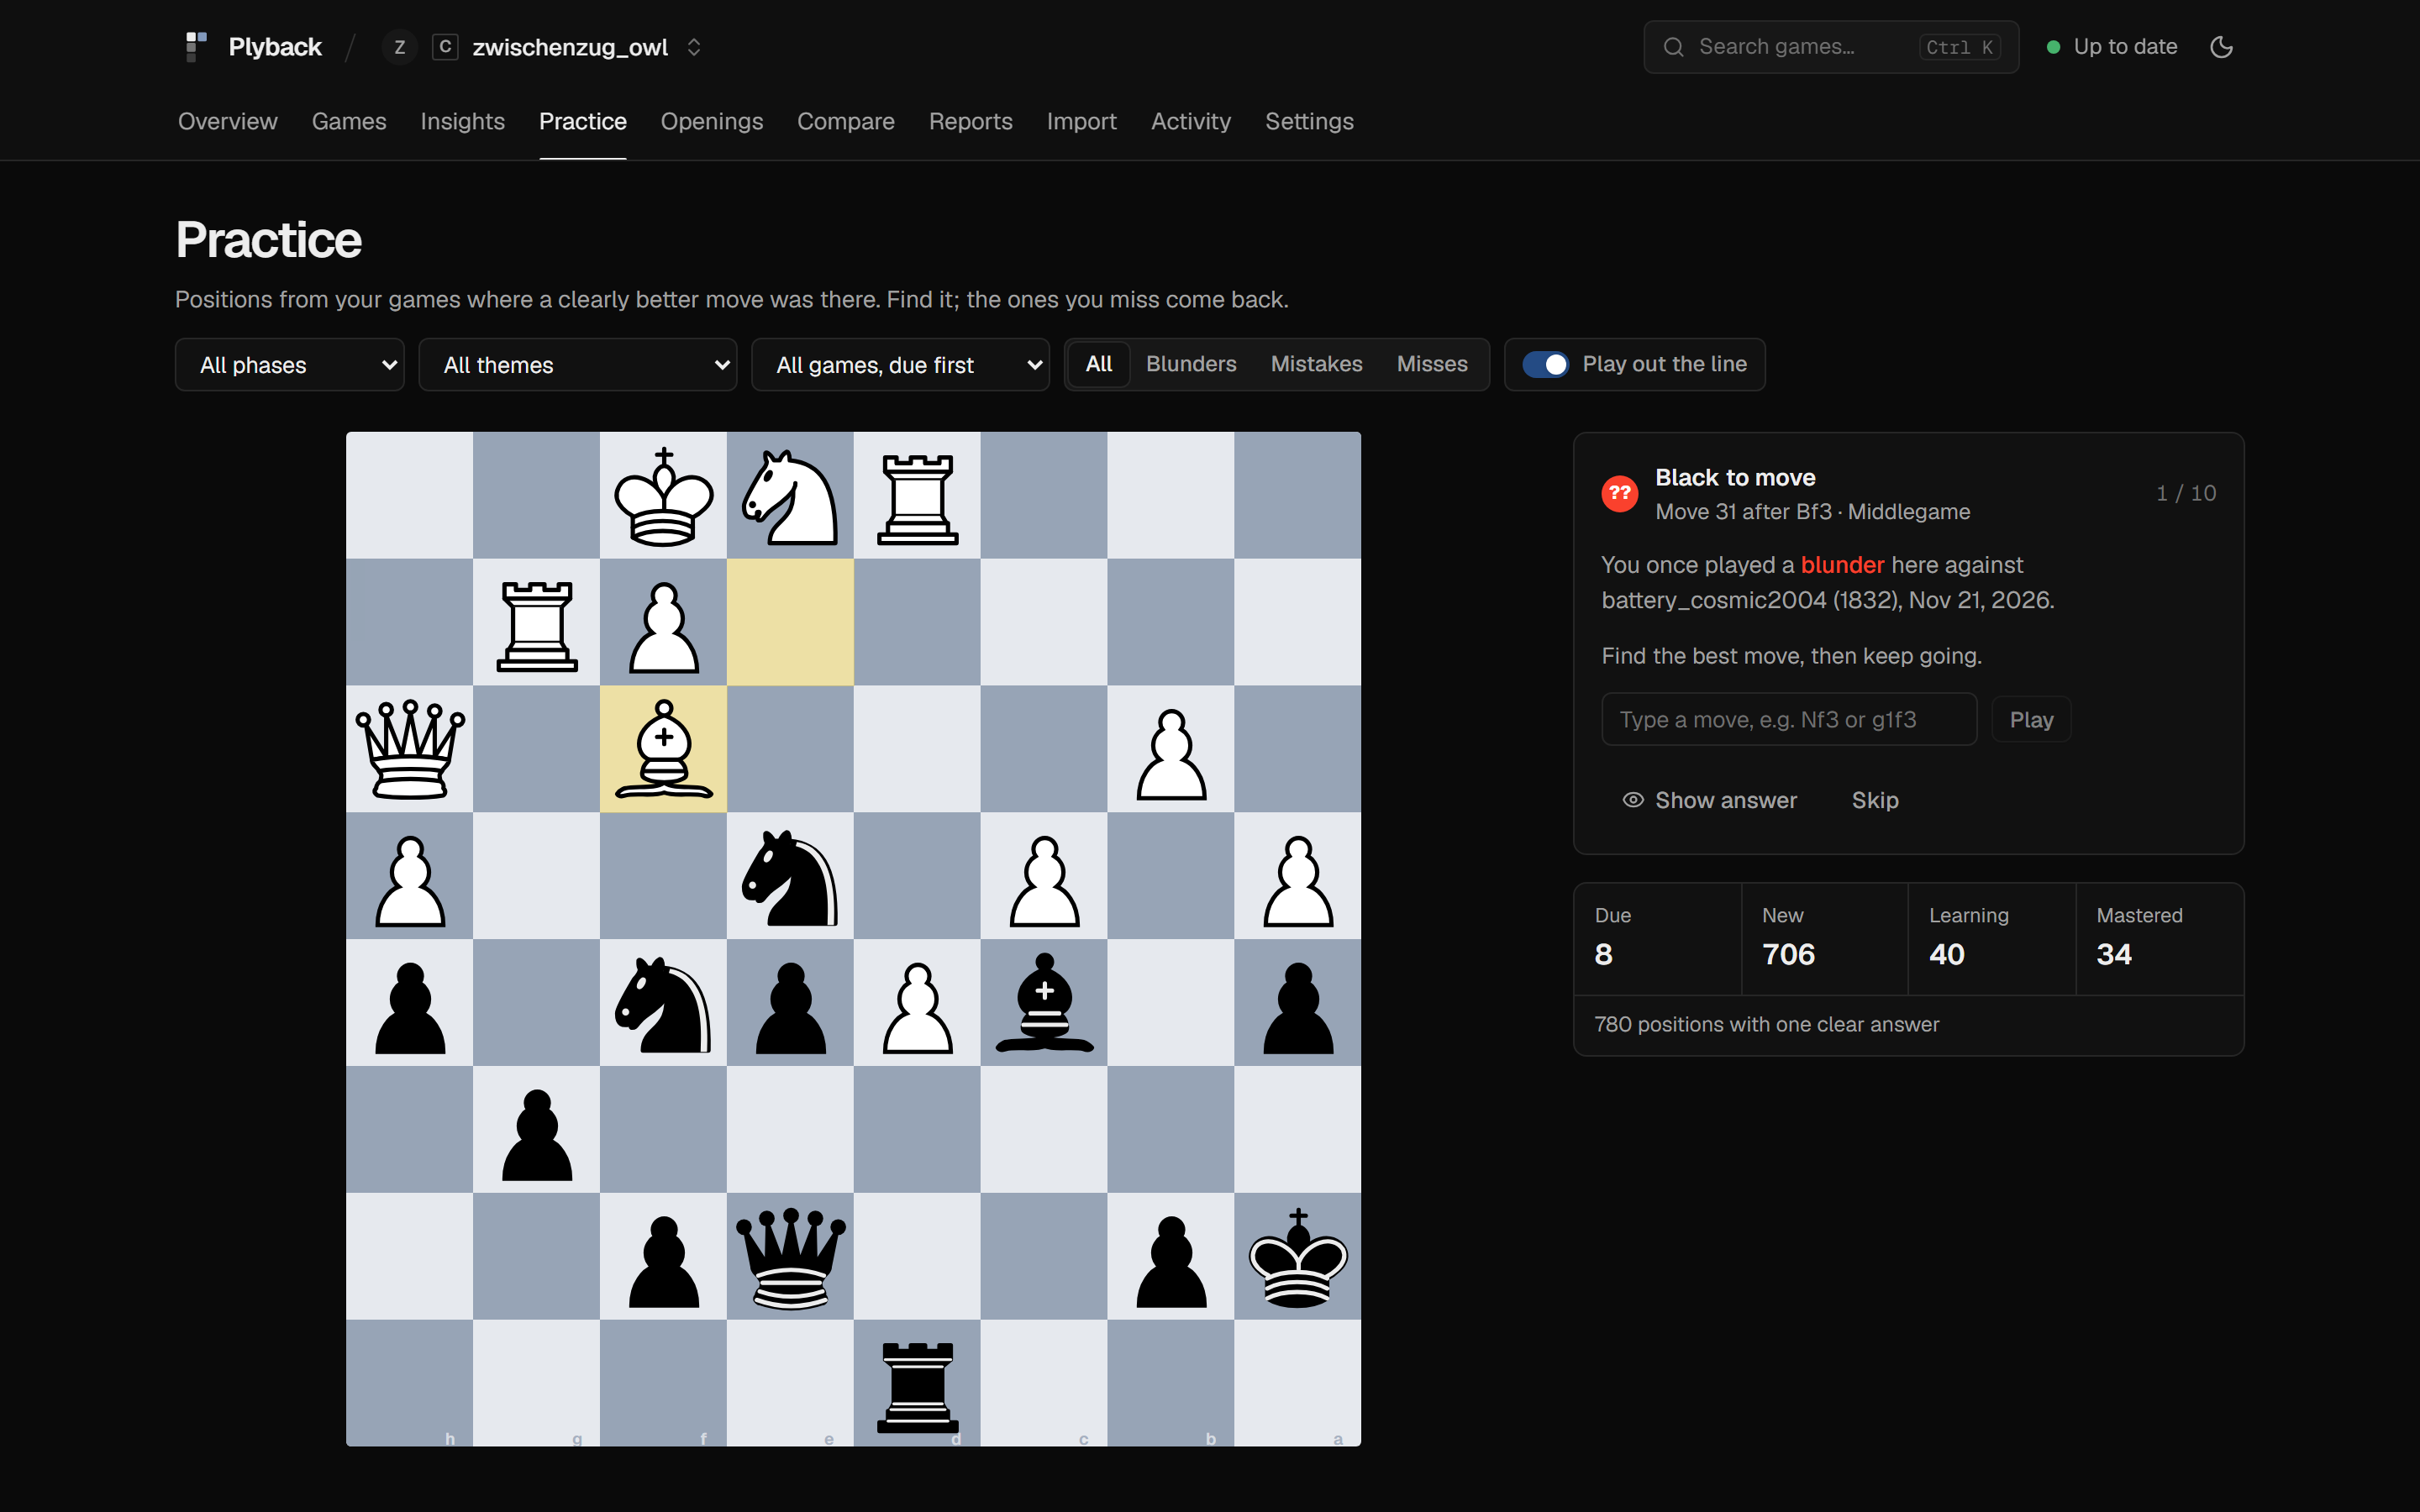 Plyback / Z C zwischenzug_owl
Search games... Ctrl K
Up to date
Overview Games Insights Practice Openings Compare Reports Import Activity Settings
Practice
Positions from your games where a clearly better move was there. Find it; the ones you miss come back.
All phases All themes All games, due first All Blunders Mistakes Misses Play out the line
?? Black to move 1 / 10
Move 31 after Bf3 · Middlegame
You once played a blunder here against
battery_cosmic2004 (1832), Nov 21, 2026.
Find the best move, then keep going.
Type a move, e.g. Nf3 or g1f3 Play
Show answer Skip
Due New Learning Mastered
8 706 40 34
780 positions with one clear answer
h g f e d c b a